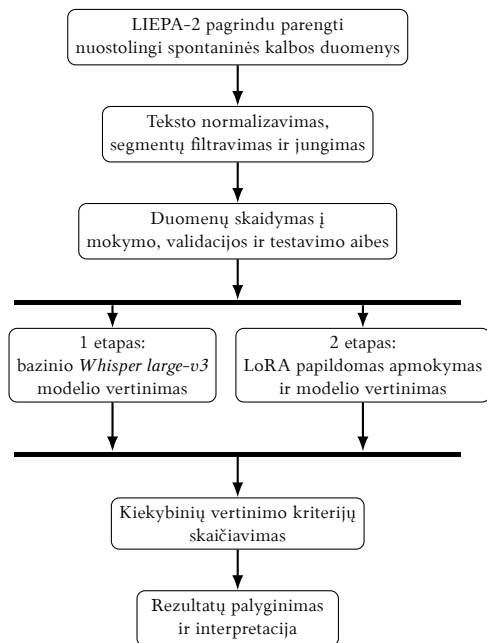 LIEPA-2 pagrindu parengti
nuostolingi spontaninės kalbos duomenys
Teksto normalizavimas,
segmentų filtravimas ir jungimas
Duomenų skaidymas į
mokymo, validacijos ir testavimo aibes
1 etapas:
bazinio Whisper large-v3
modelio vertinimas
2 etapas:
LoRA papildomas apmokymas
ir modelio vertinimas
Kiekybinių vertinimo kriterijų
skaičiavimas
Rezultatų palyginimas
ir interpretacija